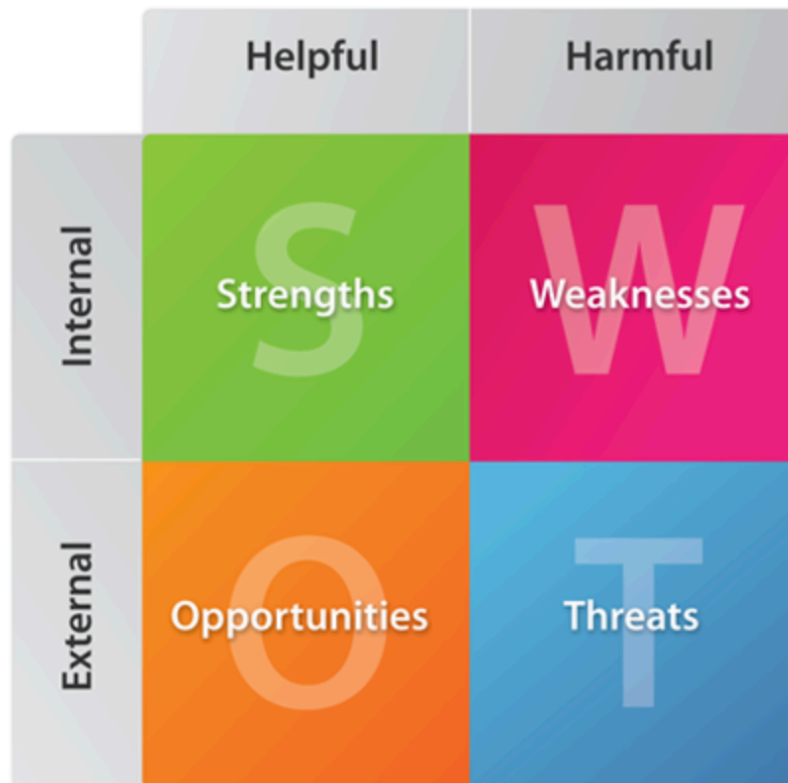 Helpful
Harmful
Internal
S
Strengths
W
Weaknesses
External
O
Opportunities
T
Threats